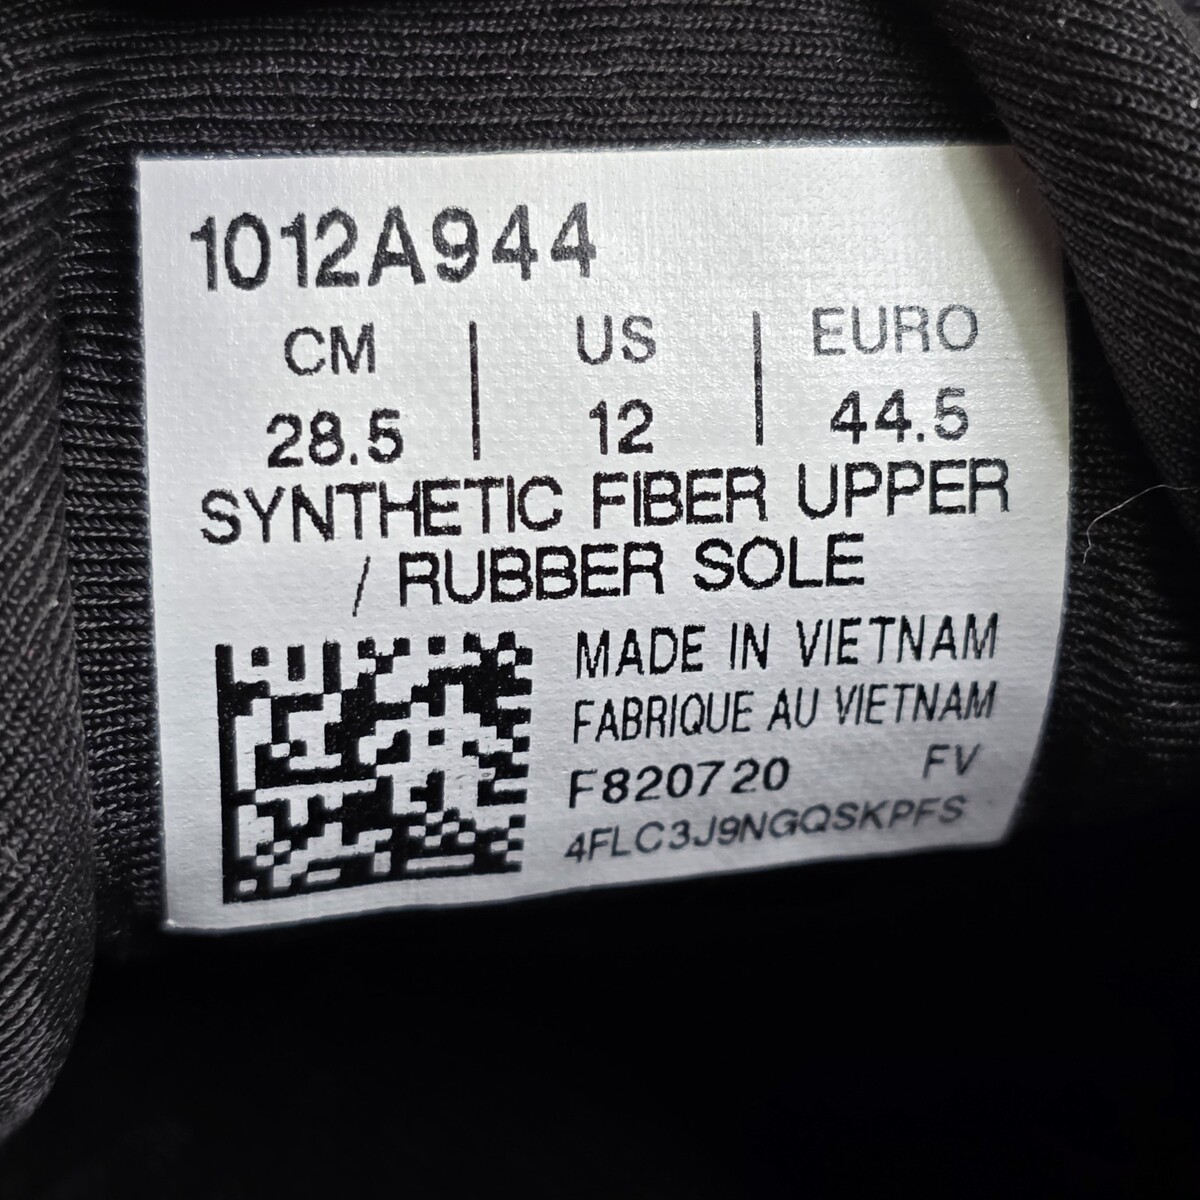 1012A944
CM | US | EURO
28.5 | 12 | 44.5
SYNTHETIC FIBER UPPER
/ RUBBER SOLE
MADE IN VIETNAM
FABRIQUE AU VIETNAM
F820720 FV
4FLC3J9NGQSKPFS